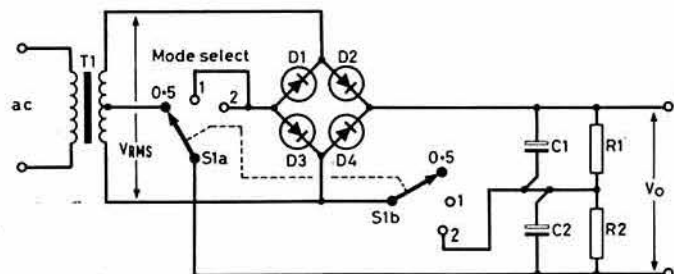 T1
ac
VRMS
Mode select
0·5
1
2
S1a
D1
D2
D3
D4
0·5
S1b
1
2
C1
R1
C2
R2
Vo